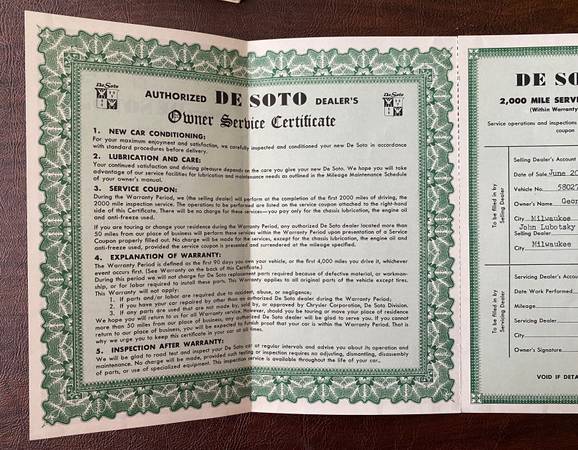 De Soto
AUTHORIZED DE SOTO DEALER'S
De Soto
Owner Service Certificate
1. NEW CAR CONDITIONING:
For your maximum enjoyment and satisfaction, we carefully inspected and conditioned your new De Soto in accordance
with standard procedures before delivery.
2. LUBRICATION AND CARE:
Your continued satisfaction and driving pleasure depends on the care you give your new De Soto. We hope you will take
advantage of our service facilities for lubrication and maintenance needs as outlined in the Mileage Maintenance Schedule
of your owner's manual.
3. SERVICE COUPON:
During the Warranty Period, we (the selling dealer) will perform at the completion of the first 2000 miles of driving, the
2000 mile inspection service. The operations to be performed are listed on the service coupon attached to the right-hand
side of this Certificate. There will be no charge for these services—you pay only for the chassis lubrication, the engine oil
and anti-freeze used.
If you are touring or change your residence during the Warranty Period, any authorized De Soto dealer located more than
50 miles from our place of business will perform these services within the Warranty Period upon presentation of a Service
Coupon properly filled out. No charge will be made for the services, except for the chassis lubrication, the engine oil and
anti-freeze used, provided the service coupon is presented and surrendered at the mileage specified.
4. EXPLANATION OF WARRANTY:
The Warranty Period is defined as the first 90 days you own your vehicle, or the first 4,000 miles you drive it, whichever
event occurs first. (See Warranty on the back of this Certificate.)
During this period we will not charge for De Soto replacement parts required because of defective material, or workman-
ship, or for labor required to install these parts. This Warranty applies to all original parts of the vehicle except tires.
This Warranty will not apply:
1. If parts and/or labor are required due to accident, abuse, or negligence;
2. If you have your car repaired by other than an authorized De Soto dealer during the Warranty Period;
3. If any parts are used that are not made by, sold by, or approved by Chrysler Corporation, De Soto Division.
We hope you will return to us for all Warranty service. However, should you be touring or move your place of residence
more than 50 miles from our place of business, any authorized De Soto dealer will be glad to serve you. If you cannot
return to our place of business, you will be expected to furnish proof that your car is within the Warranty Period. That is
why we urge you to keep this certificate in your car at all times.
5. INSPECTION AFTER WARRANTY:
We will be glad to road test and inspect your De Soto car at regular intervals and advise you about its operation and
maintenance. No charge will be made, provided such testing or inspection requires no adjusting, dismantling, disassembly
of parts, or use of specialized equipment. This inspection service is available throughout the life of your car.
DE SO
2,000 MILE SERV
(Within Warranty
Service operations and inspections
coupon
To be filled in by
Selling Dealer
Selling Dealer's Account
Date of Sale June 20
Vehicle No. 58027
Owner's Name Geor
City Milwaukee
John Lubotsky
Selling Dealer
City Milwaukee
To be filled in by
Servicing Dealer
Servicing Dealer's Accou
Date Work Performed
Mileage
Servicing Dealer
City
Owner's Signature
VOID IF DETA